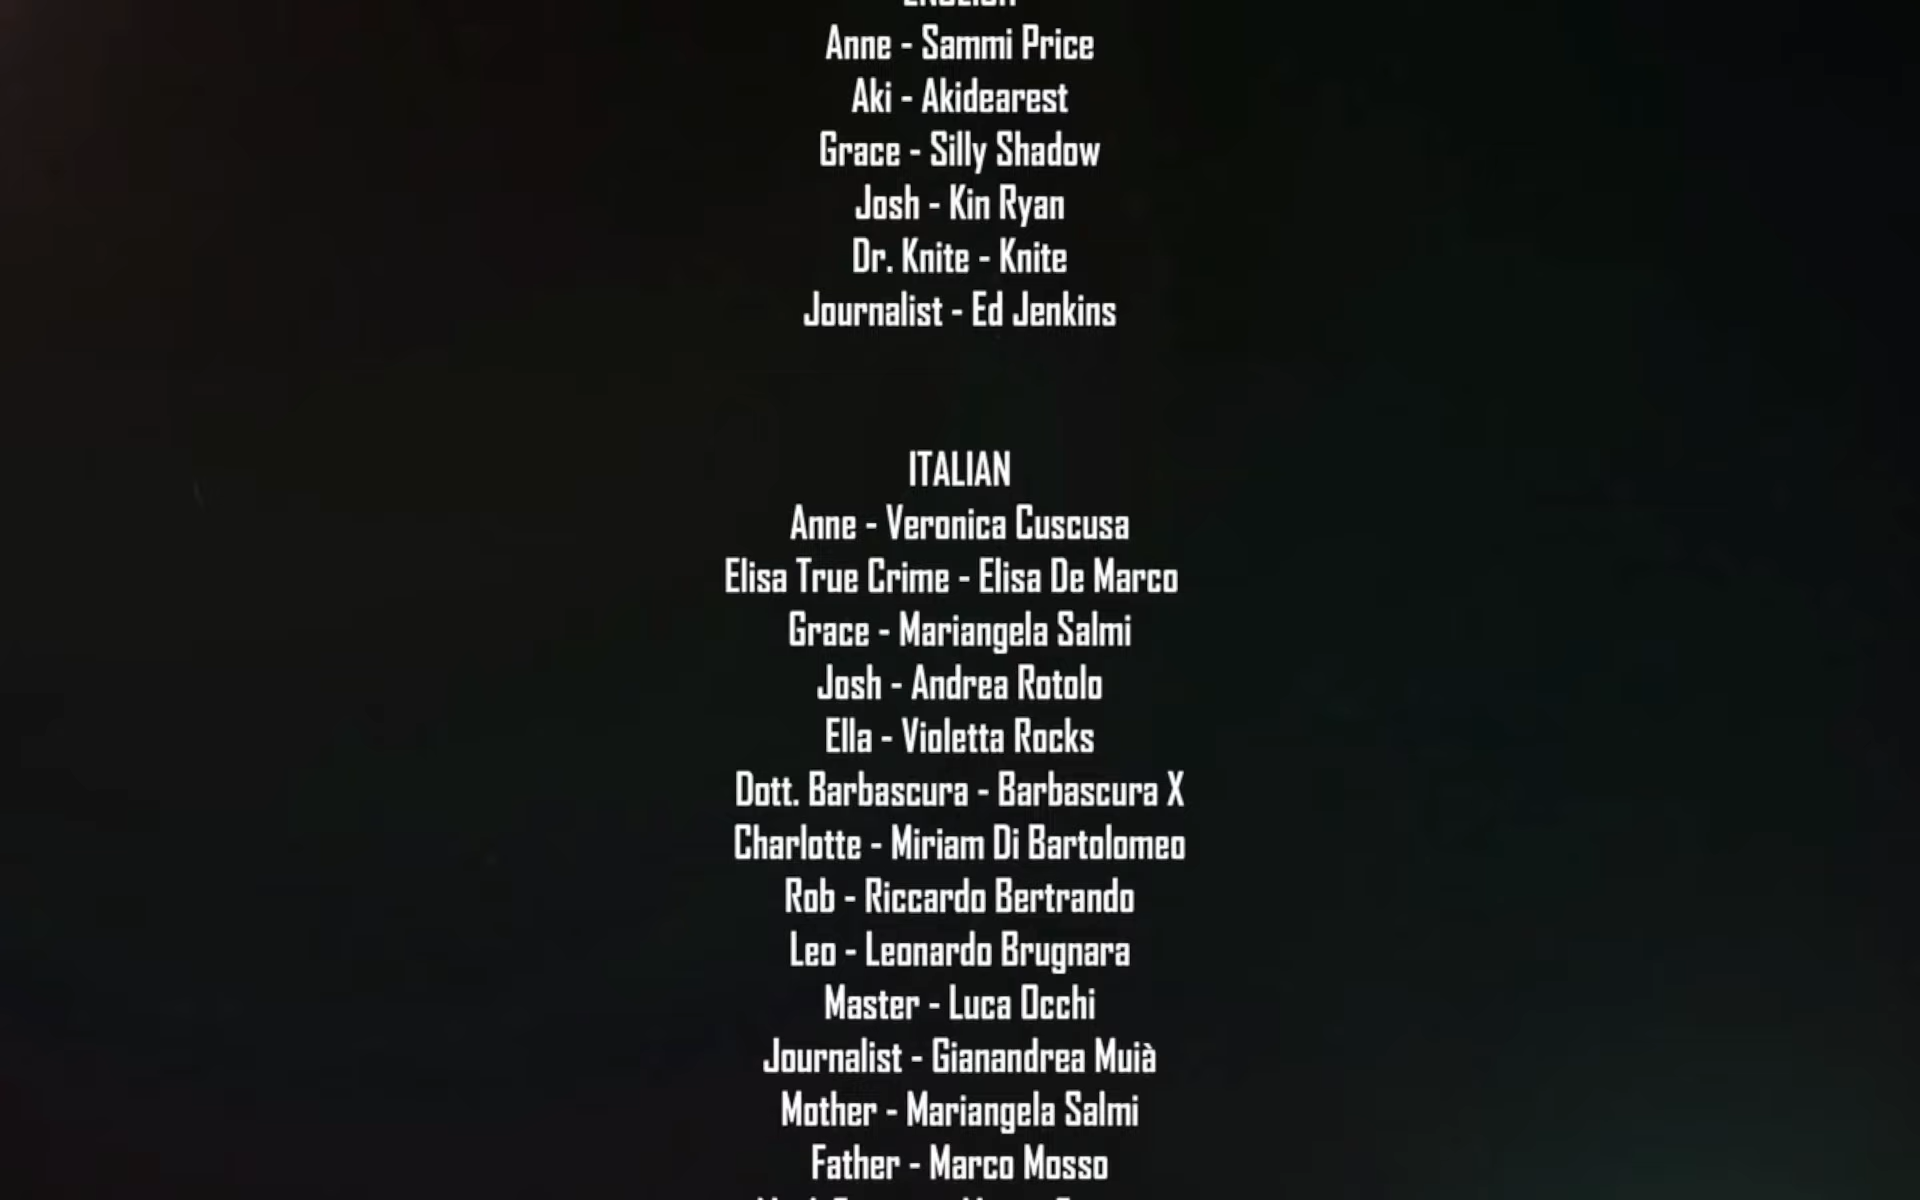 ENGLISH
Anne - Sammi Price
Aki - Akidearest
Grace - Silly Shadow
Josh - Kin Ryan
Dr. Knite - Knite
Journalist - Ed Jenkins
ITALIAN
Anne - Veronica Cuscusa
Elisa True Crime - Elisa De Marco
Grace - Mariangela Salmi
Josh - Andrea Rotolo
Ella - Violetta Rocks
Dott. Barbascura - Barbascura X
Charlotte - Miriam Di Bartolomeo
Rob - Riccardo Bertrando
Leo - Leonardo Brugnara
Master - Luca Occhi
Journalist - Gianandrea Muià
Mother - Mariangela Salmi
Father - Marco Mosso